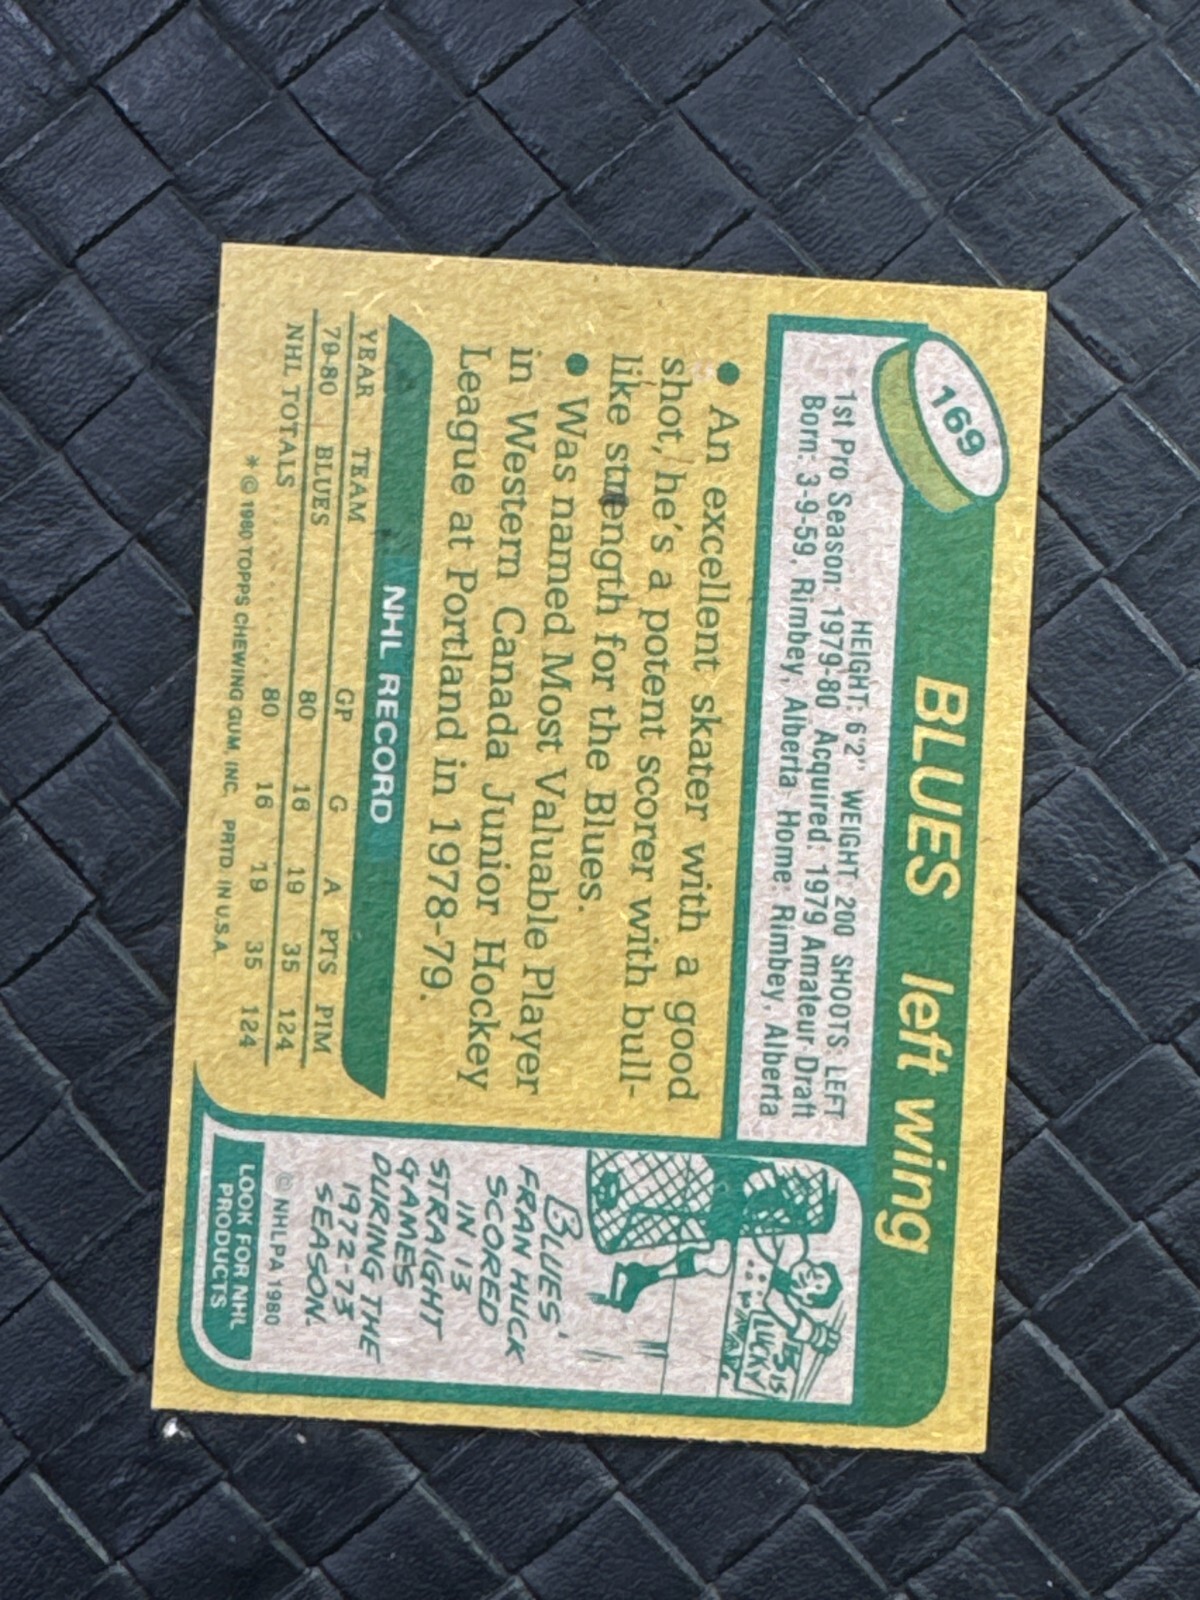 169
BLUES left wing
HEIGHT: 6'2" WEIGHT: 200 SHOOTS: LEFT
1st Pro Season: 1979-80 Acquired: 1979 Amateur Draft
Born: 3-9-59, Rimbey, Alberta Home: Rimbey, Alberta
● An excellent skater with a good
shot, he's a potent scorer with bull-
like strength for the Blues.
● Was named Most Valuable Player
in Western Canada Junior Hockey
League at Portland in 1978-79.
NHL RECORD
YEAR TEAM GP G A PTS PIM
79-80 BLUES 80 16 19 35 124
NHL TOTALS 80 16 19 35 124
*© 1980 TOPPS CHEWING GUM, INC. PRTD. IN U.S.A.
13 IS
LUCKY
BLUES'
FRAN HUCK
SCORED
IN 13
STRAIGHT
GAMES
DURING THE
1972-73
SEASON.
© NHLPA 1980
LOOK FOR NHL
PRODUCTS